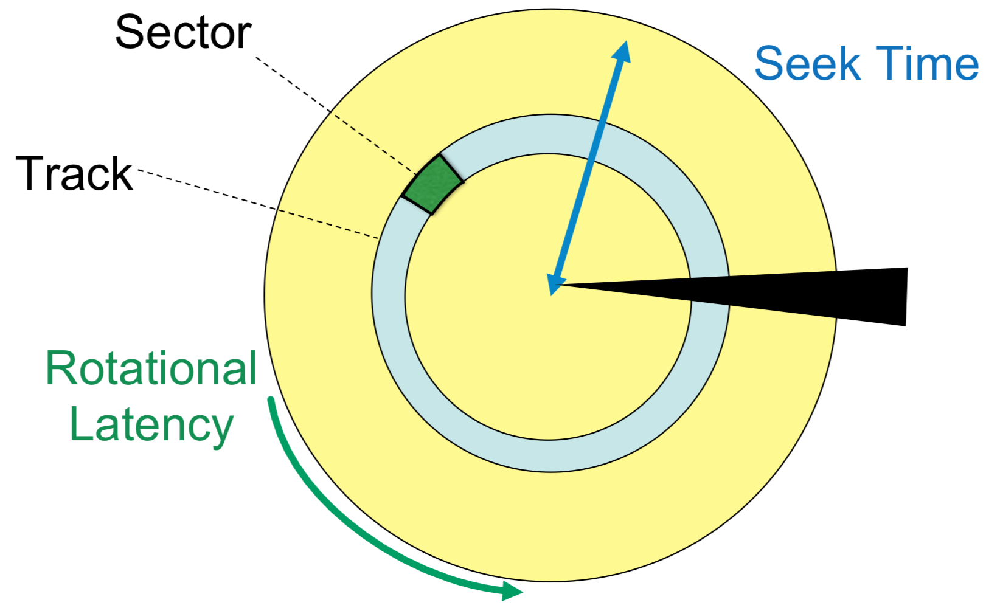 Sector
Seek Time
Track
Rotational
Latency